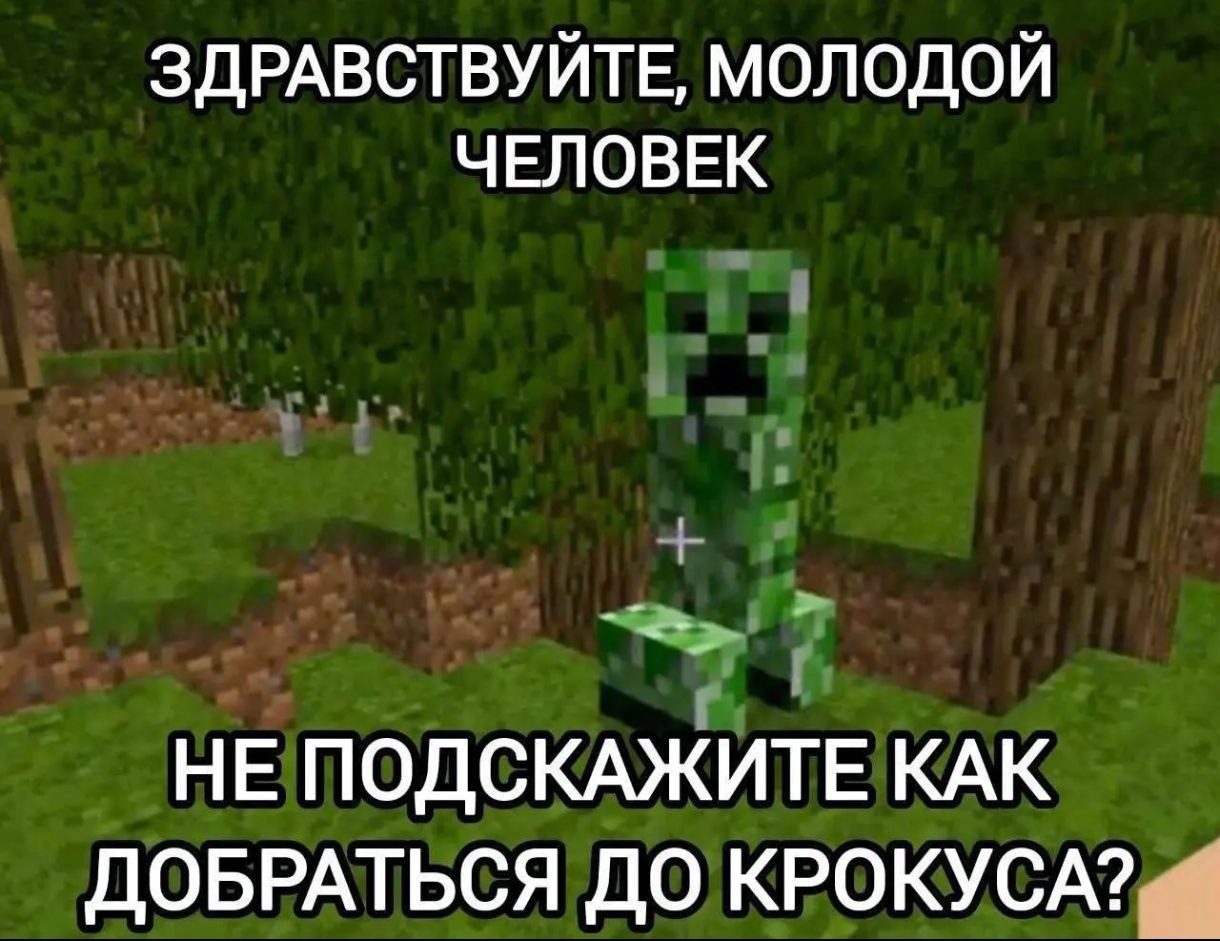 ЗДРАВСТВУЙТЕ, МОЛОДОЙ
ЧЕЛОВЕК
НЕ ПОДСКАЖИТЕ КАК
ДОБРАТЬСЯ ДО КРОКУСА?